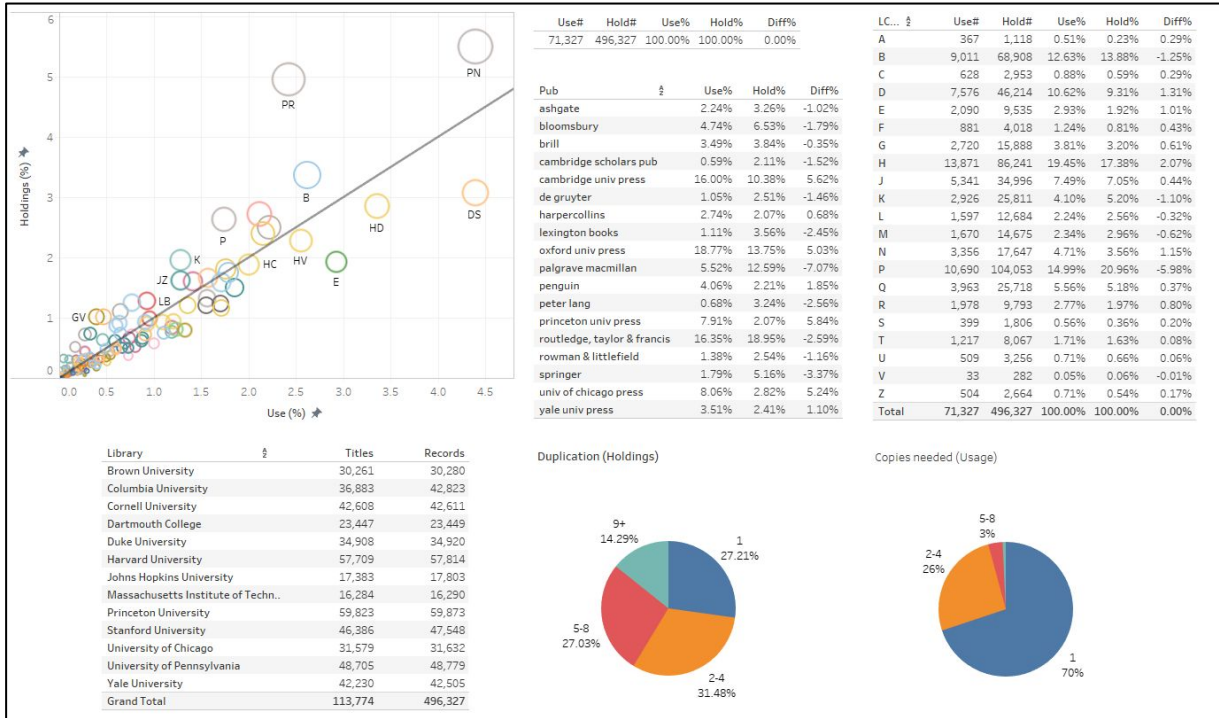 6
5
4
3
2
1
0
Holdings (%)
PN
PR
B
DS
HD
P
HV
K
HC
E
JZ
LB
GV
0.0 0.5 1.0 1.5 2.0 2.5 3.0 3.5 4.0 4.5
Use (%)
Use# Hold# Use% Hold% Diff%
71,327 496,327 100.00% 100.00% 0.00%
Pub Use% Hold% Diff%
ashgate 2.24% 3.26% -1.02%
bloomsbury 4.74% 6.53% -1.79%
brill 3.49% 3.84% -0.35%
cambridge scholars pub 0.59% 2.11% -1.52%
cambridge univ press 16.00% 10.38% 5.62%
de gruyter 1.05% 2.51% -1.46%
harpercollins 2.74% 2.07% 0.68%
lexington books 1.11% 3.56% -2.45%
oxford univ press 18.77% 13.75% 5.03%
palgrave macmillan 5.52% 12.59% -7.07%
penguin 4.06% 2.21% 1.85%
peter lang 0.68% 3.24% -2.56%
princeton univ press 7.91% 2.07% 5.84%
routledge, taylor & francis 16.35% 18.95% -2.59%
rowman & littlefield 1.38% 2.54% -1.16%
springer 1.79% 5.16% -3.37%
univ of chicago press 8.06% 2.82% 5.24%
yale univ press 3.51% 2.41% 1.10%
LC... Use# Hold# Use% Hold% Diff%
A 367 1,118 0.51% 0.23% 0.29%
B 9,011 68,908 12.63% 13.88% -1.25%
C 628 2,953 0.88% 0.59% 0.29%
D 7,576 46,214 10.62% 9.31% 1.31%
E 2,090 9,535 2.93% 1.92% 1.01%
F 881 4,018 1.24% 0.81% 0.43%
G 2,720 15,888 3.81% 3.20% 0.61%
H 13,871 86,241 19.45% 17.38% 2.07%
J 5,341 34,996 7.49% 7.05% 0.44%
K 2,926 25,811 4.10% 5.20% -1.10%
L 1,597 12,684 2.24% 2.56% -0.32%
M 1,670 14,675 2.34% 2.96% -0.62%
N 3,356 17,647 4.71% 3.56% 1.15%
P 10,690 104,053 14.99% 20.96% -5.98%
Q 3,963 25,718 5.56% 5.18% 0.37%
R 1,978 9,793 2.77% 1.97% 0.80%
S 399 1,806 0.56% 0.36% 0.20%
T 1,217 8,067 1.71% 1.63% 0.08%
U 509 3,256 0.71% 0.66% 0.06%
V 33 282 0.05% 0.06% -0.01%
Z 504 2,664 0.71% 0.54% 0.17%
Total 71,327 496,327 100.00% 100.00% 0.00%
Library Titles Records
Brown University 30,261 30,280
Columbia University 36,883 42,823
Cornell University 42,608 42,611
Dartmouth College 23,447 23,449
Duke University 34,908 34,920
Harvard University 57,709 57,814
Johns Hopkins University 17,383 17,803
Massachusetts Institute of Techn.. 16,284 16,290
Princeton University 59,823 59,873
Stanford University 46,386 47,548
University of Chicago 31,579 31,632
University of Pennsylvania 48,705 48,779
Yale University 42,230 42,505
Grand Total 113,774 496,327
Duplication (Holdings)
9+
14.29%
1
27.21%
5-8
27.03%
2-4
31.48%
Copies needed (Usage)
5-8
3%
2-4
26%
1
70%